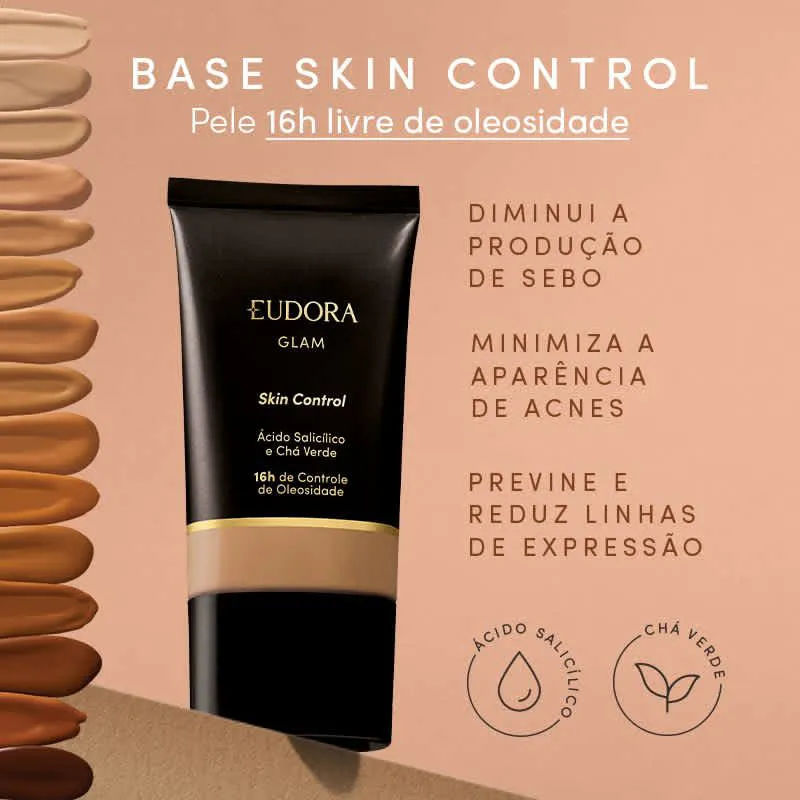 BASE SKIN CONTROL
Pele 16h livre de oleosidade
DIMINUI A
PRODUÇÃO
DE SEBO
MINIMIZA A
APARÊNCIA
DE ACNES
PREVINE E
REDUZ LINHAS
DE EXPRESSÃO
EUDORA
GLAM
Skin Control
Ácido Salicílico
e Chá Verde
16h de Controle
de Oleosidade
ÁCIDO SALICÍLICO
CHÁ VERDE